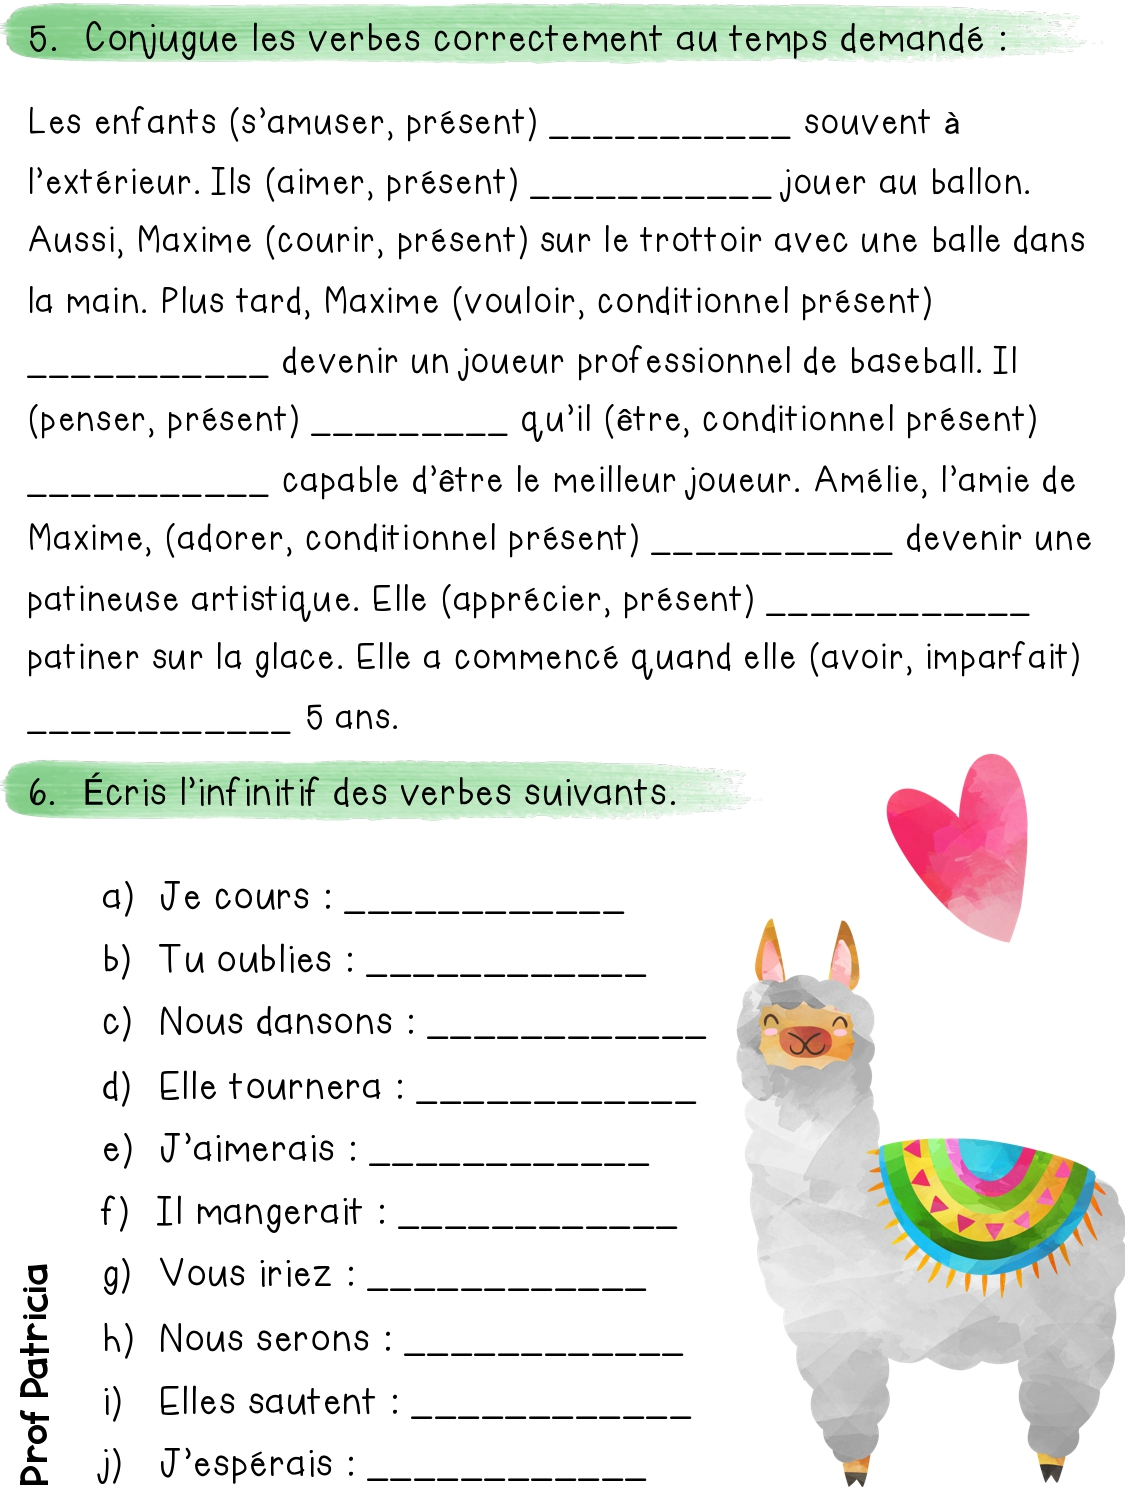 5. Conjugue les verbes correctement au temps demandé :
Les enfants (s'amuser, présent) ___________ souvent à
l'extérieur. Ils (aimer, présent) ___________ jouer au ballon.
Aussi, Maxime (courir, présent) sur le trottoir avec une balle dans
la main. Plus tard, Maxime (vouloir, conditionnel présent)
___________ devenir un joueur professionnel de baseball. Il
(penser, présent) _________ qu'il (être, conditionnel présent)
___________ capable d'être le meilleur joueur. Amélie, l'amie de
Maxime, (adorer, conditionnel présent) ___________ devenir une
patineuse artistique. Elle (apprécier, présent) ____________
patiner sur la glace. Elle a commencé quand elle (avoir, imparfait)
____________ 5 ans.
6. Écris l'infinitif des verbes suivants.
a) Je cours : ____________
b) Tu oublies : ____________
c) Nous dansons : ____________
d) Elle tournera : ____________
e) J'aimerais : ____________
f) Il mangerait : ____________
g) Vous iriez : ____________
h) Nous serons : ____________
i) Elles sautent : ____________
j) J'espérais : ____________
Prof Patricia